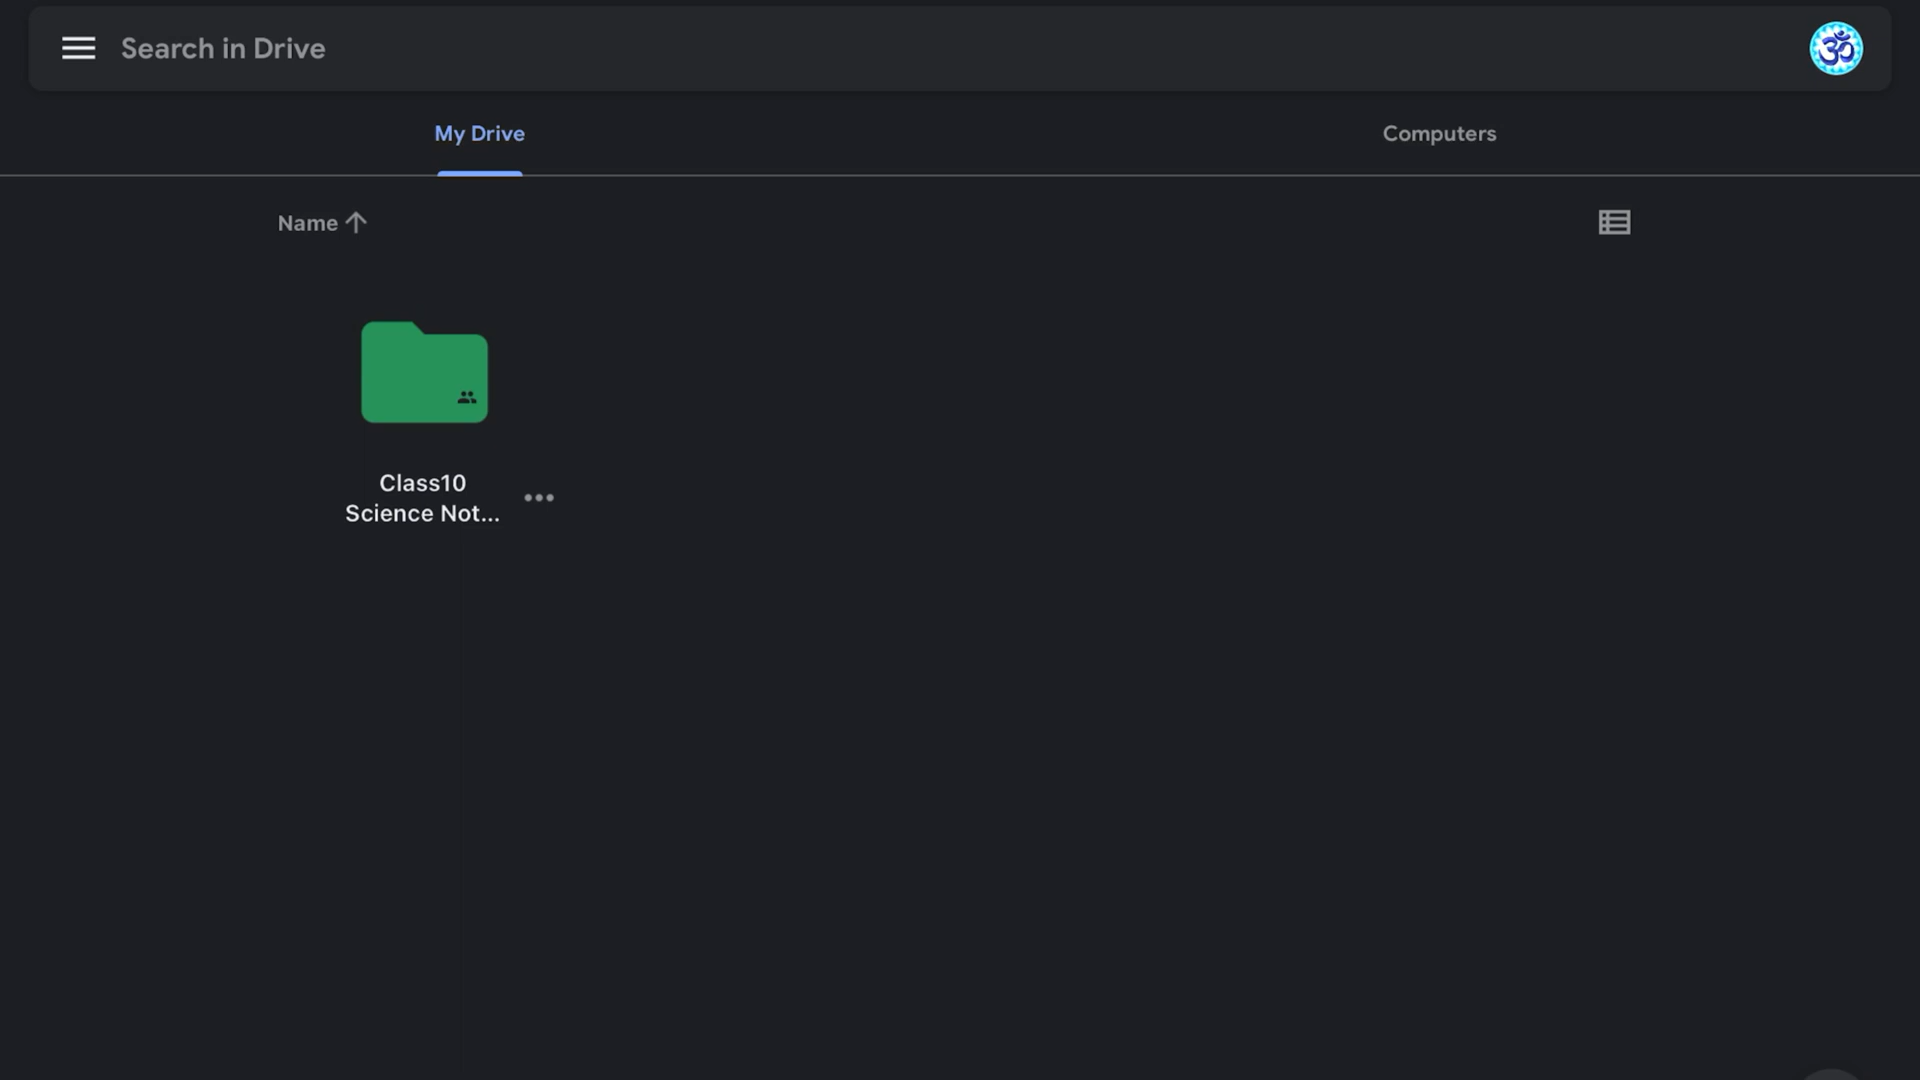 Search in Drive
ॐ
My Drive
Computers
Name
Class10
Science Not...